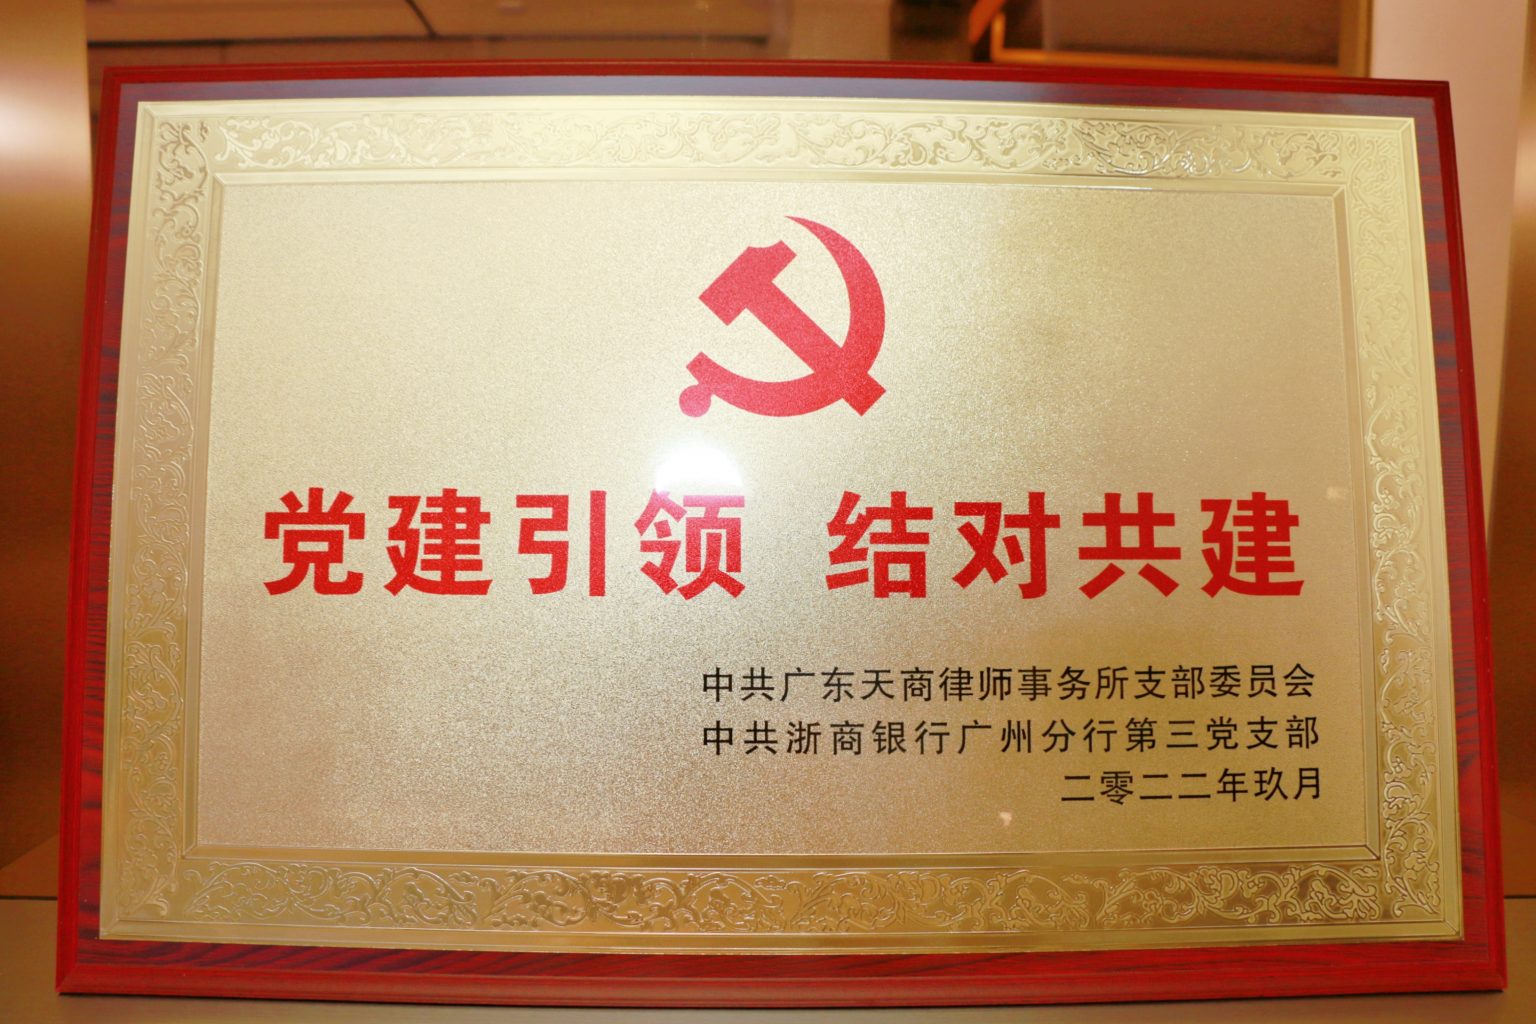 党建引领 结对共建
中共广东天商律师事务所支部委员会
中共浙商银行广州分行第三党支部
二零二二年玖月